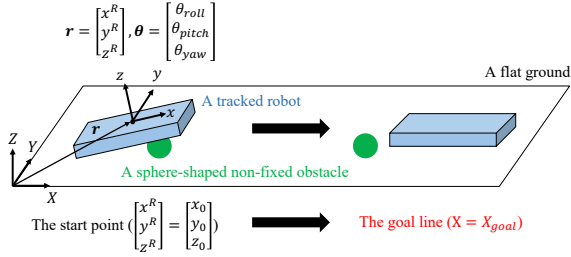 r = [x^R y^R z^R], θ = [θ_roll θ_pitch θ_yaw]
z
y
A flat ground
x
A tracked robot
r
Z
Y
A sphere-shaped non-fixed obstacle
X
The start point ([x^R y^R z^R] = [x_0 y_0 z_0])
The goal line (X = X_goal)